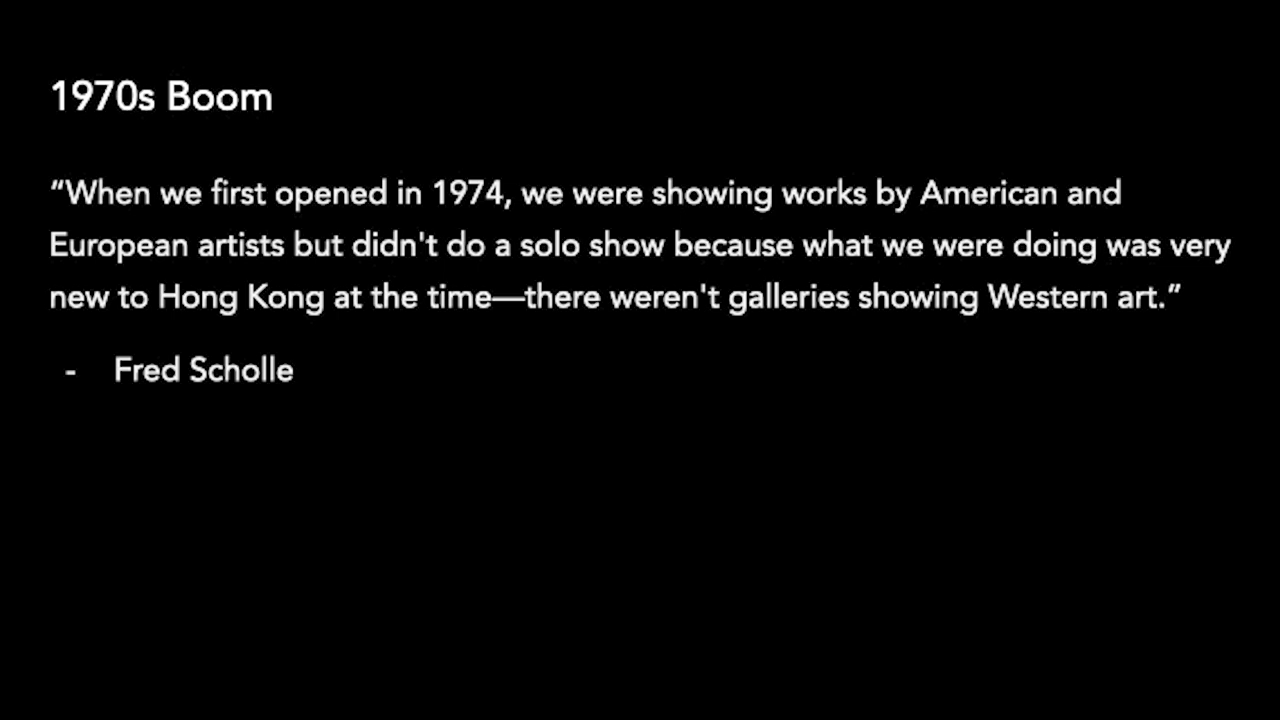 1970s Boom
“When we first opened in 1974, we were showing works by American and
European artists but didn't do a solo show because what we were doing was very
new to Hong Kong at the time—there weren't galleries showing Western art.”
- Fred Scholle